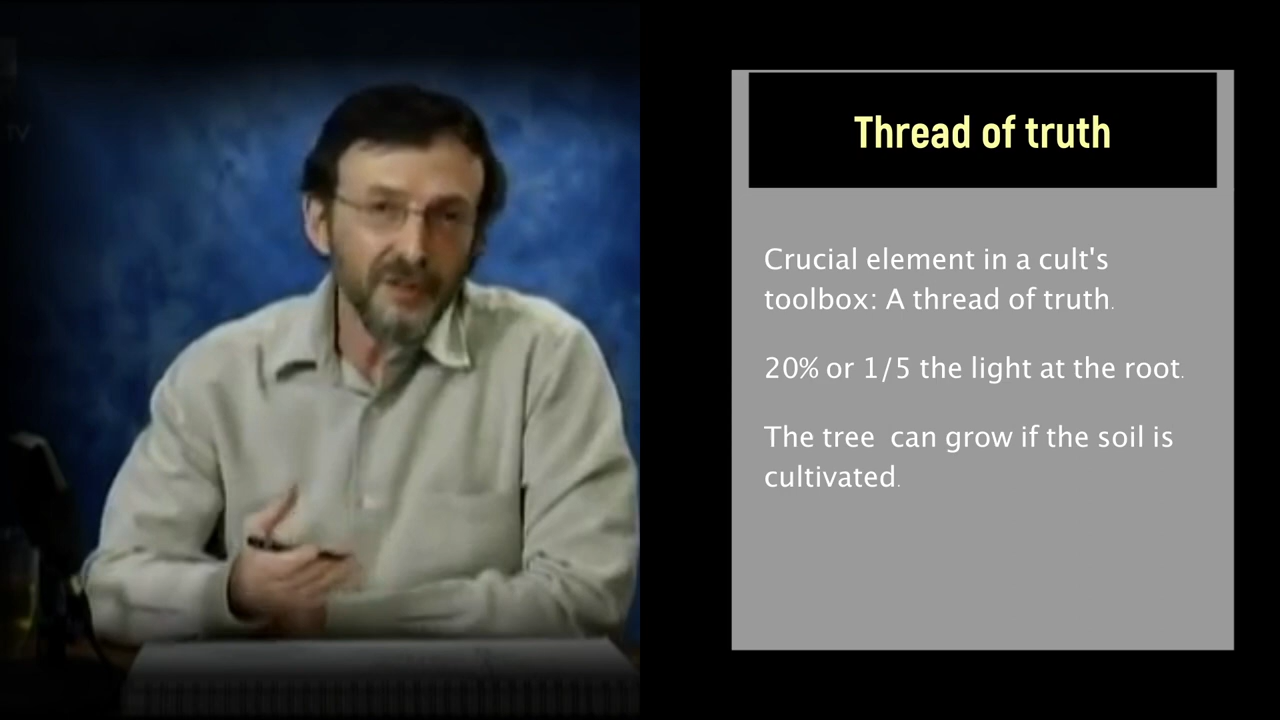 TV
Thread of truth
Crucial element in a cult's
toolbox: A thread of truth.
20% or 1/5 the light at the root.
The tree  can grow if the soil is
cultivated.